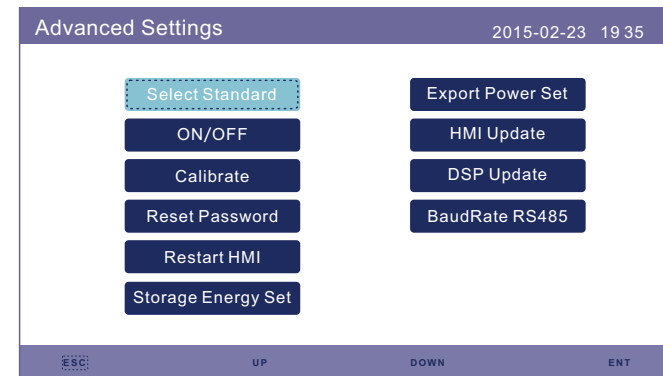 Advanced Settings
2015-02-23 19 35
Select Standard
ON/OFF
Calibrate
Reset Password
Restart HMI
Storage Energy Set
Export Power Set
HMI Update
DSP Update
BaudRate RS485
ESC UP DOWN ENT